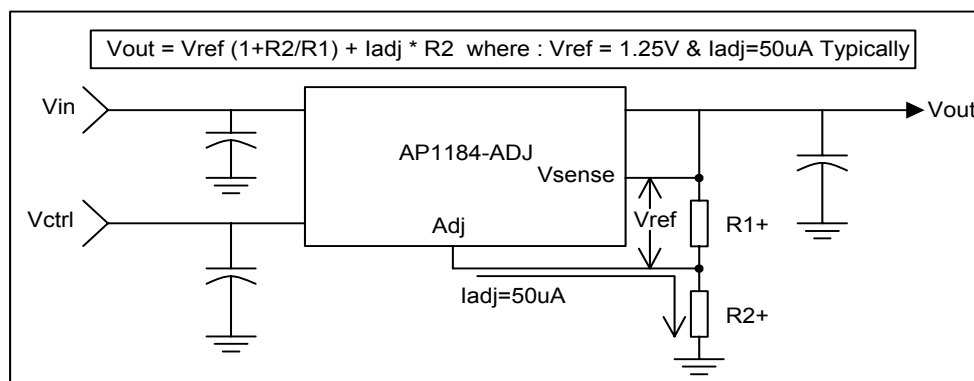 Vout = Vref (1+R2/R1) + Iadj * R2 where : Vref = 1.25V & Iadj=50uA Typically
Vin
Vout
AP1184-ADJ
Vsense
Vctrl
Adj
Vref
R1+
Iadj=50uA
R2+